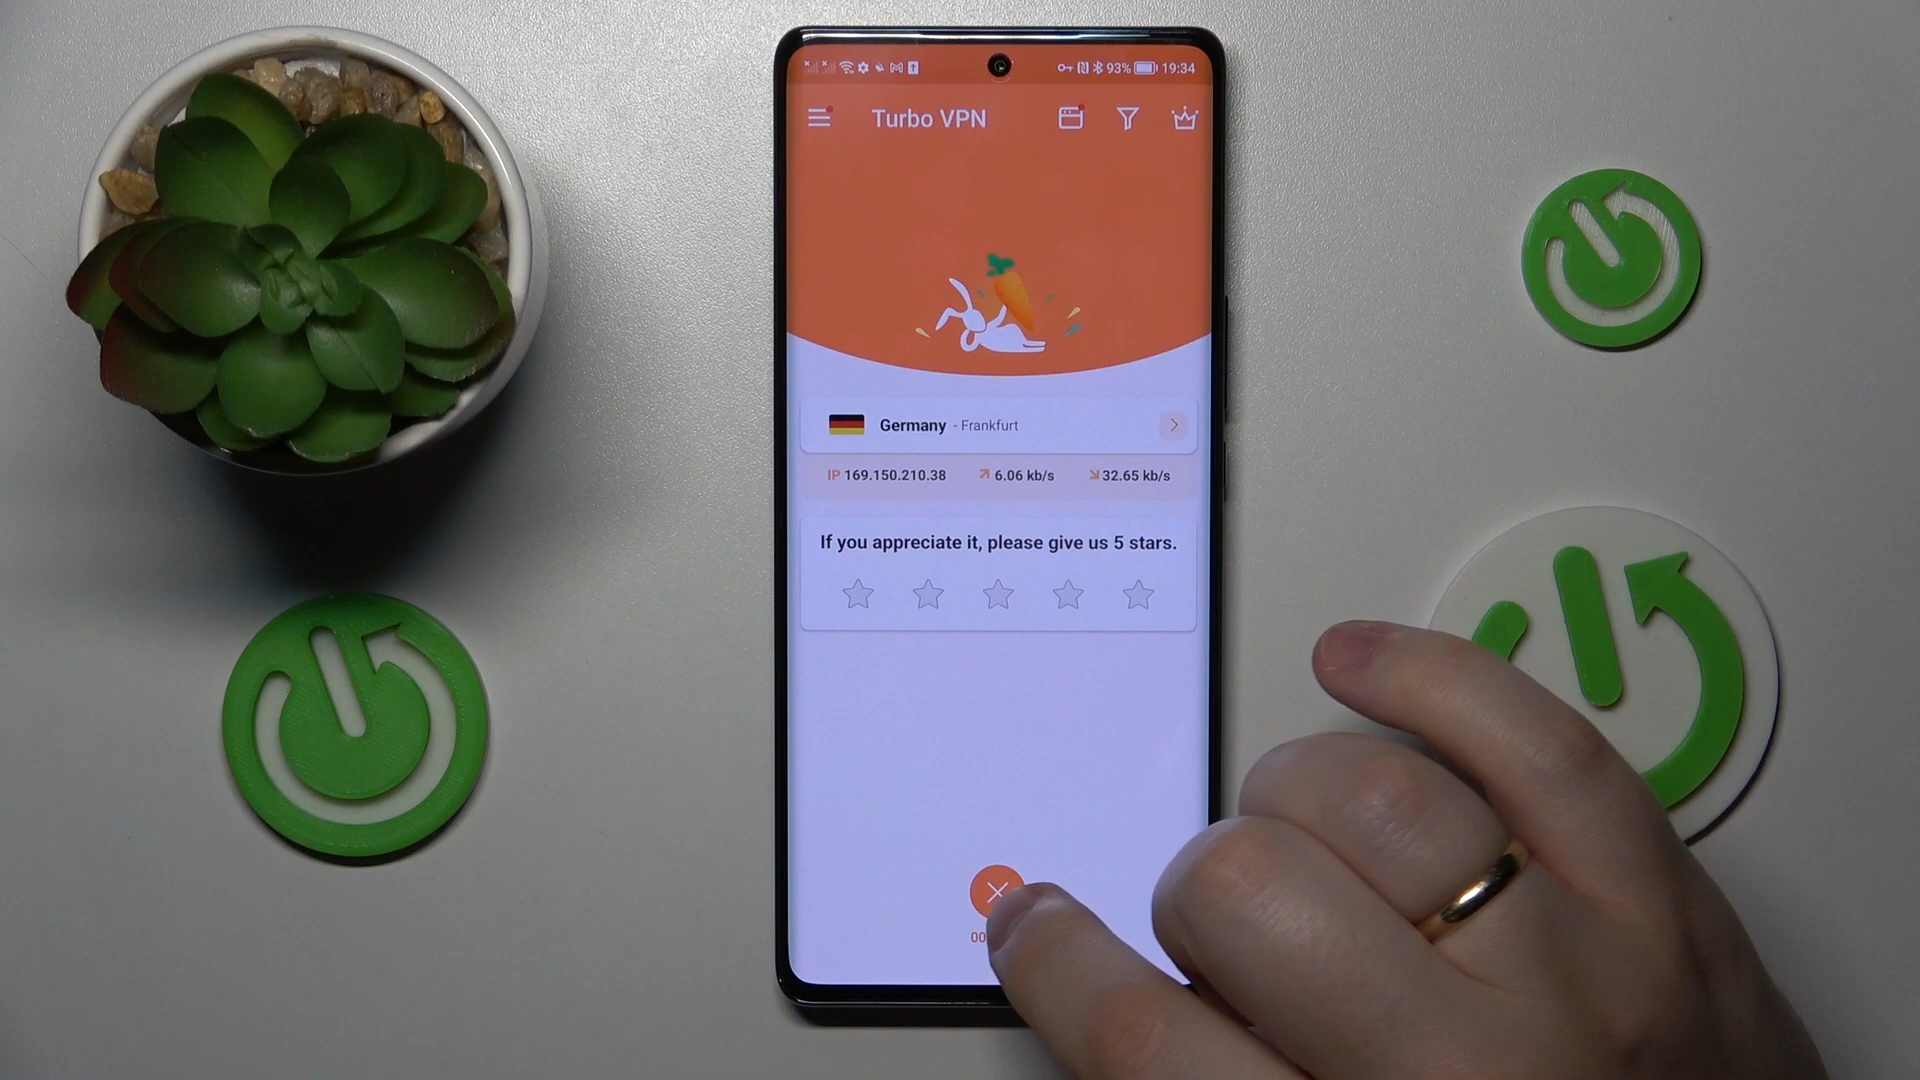 93% 19:34
Turbo VPN
Germany - Frankfurt
IP 169.150.210.38 6.06 kb/s 32.65 kb/s
If you appreciate it, please give us 5 stars.
00